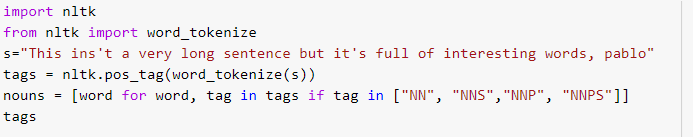 import nltk
from nltk import word_tokenize
s="This ins't a very long sentence but it's full of interesting words, pablo"
tags = nltk.pos_tag(word_tokenize(s))
nouns = [word for word, tag in tags if tag in ["NN", "NNS","NNP", "NNPS"]]
tags